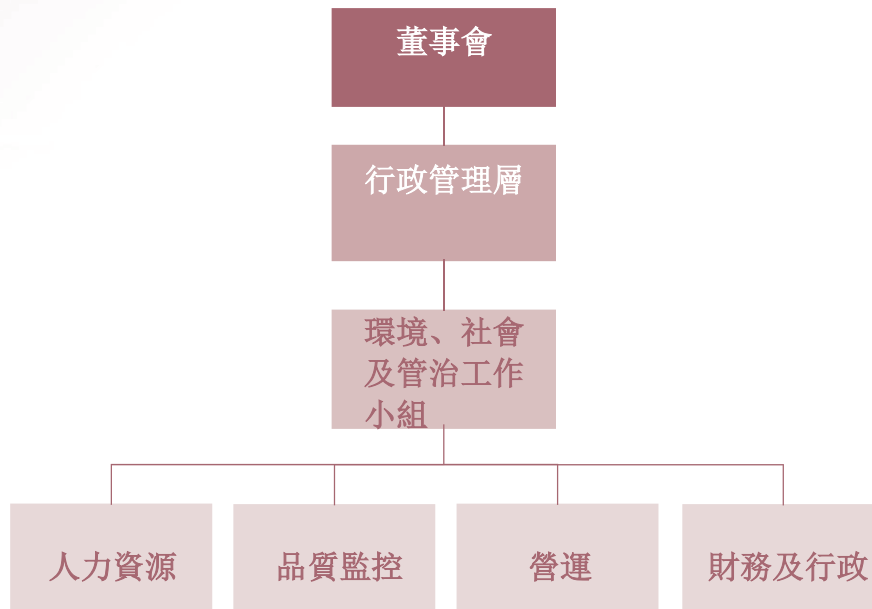 董事會
行政管理層
環境、社會
及管治工作
小組
人力資源
品質監控
營運
財務及行政